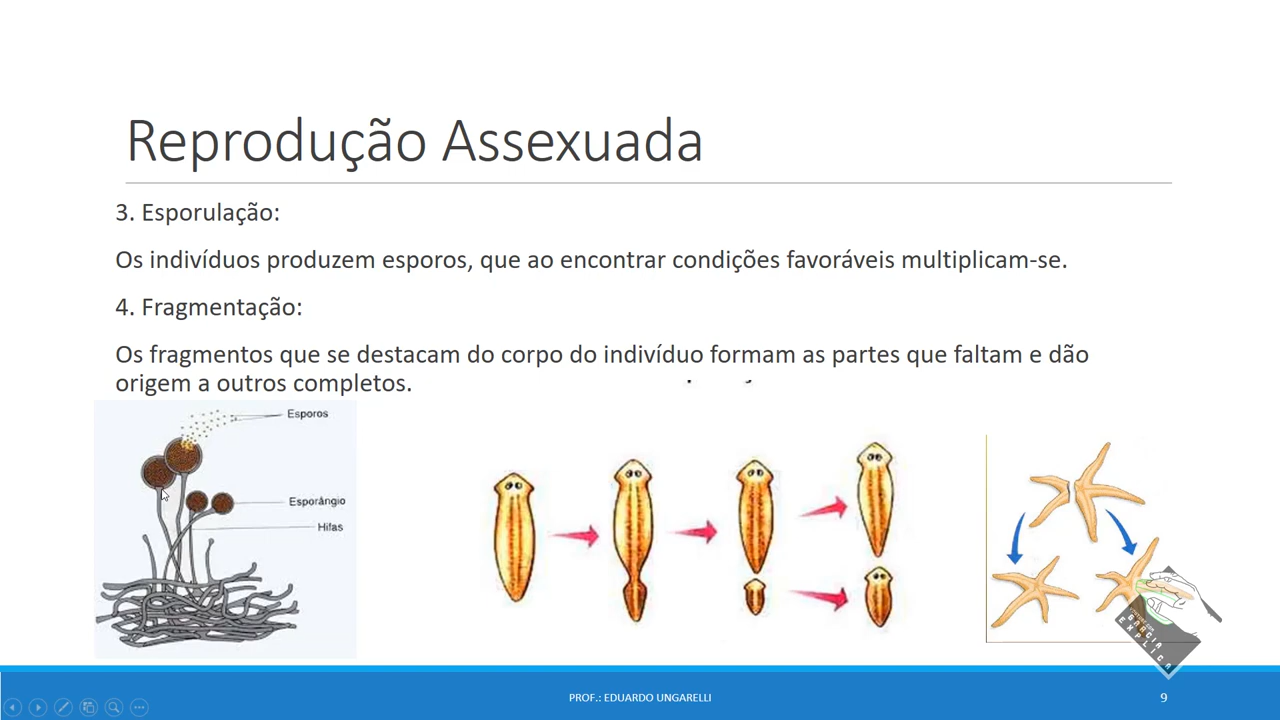 Reprodução Assexuada
3. Esporulação:
Os indivíduos produzem esporos, que ao encontrar condições favoráveis multiplicam-se.
4. Fragmentação:
Os fragmentos que se destacam do corpo do indivíduo formam as partes que faltam e dão
origem a outros completos.
Esporos
Esporângio
Hifas
GARCIA
EXPLICA
PROF.: EDUARDO UNGARELLI
9